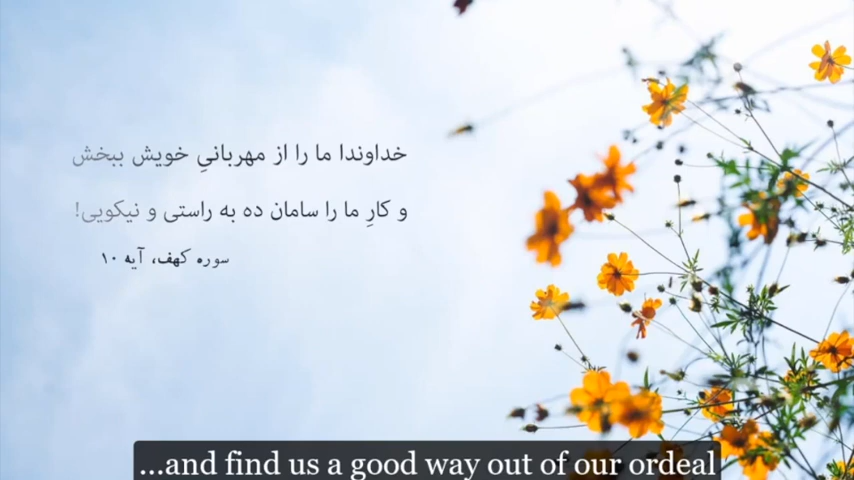 خداوندا ما را از مهربانیِ خویش ببخش
و کارِ ما را سامان ده به راستی و نیکویی!
سوره کهف، آیه ۱۰
...and find us a good way out of our ordeal